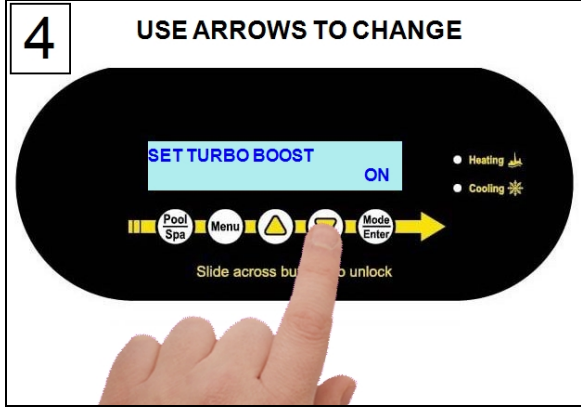 4
USE ARROWS TO CHANGE
SET TURBO BOOST
ON
Heating
Cooling
Pool
Spa
Menu
Mode
Enter
Slide across bu o unlock